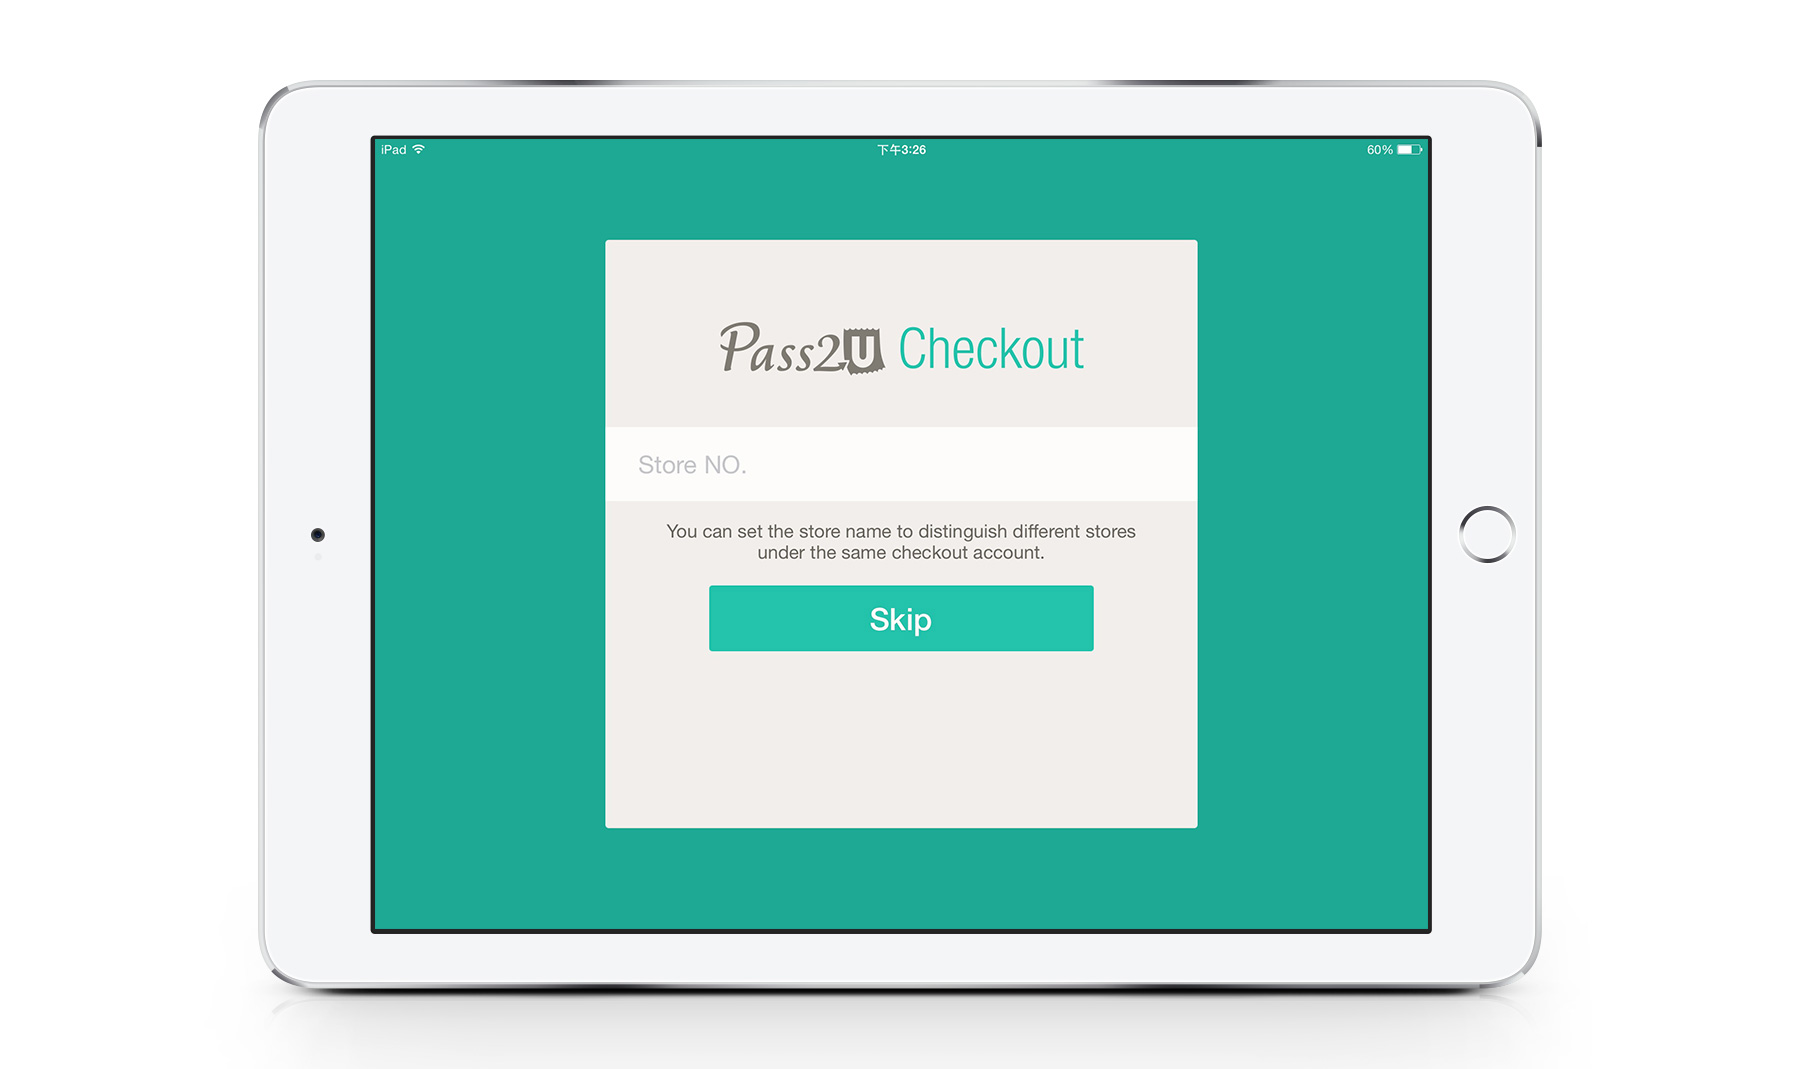 iPad
下午3:26
60%
Pass2U Checkout
Store NO.
You can set the store name to distinguish different stores
under the same checkout account.
Skip